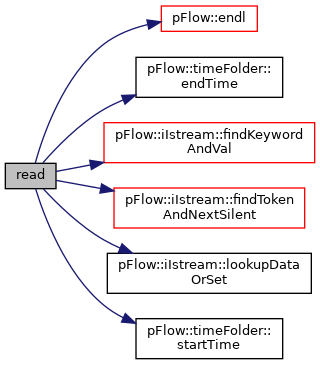 pFlow::endl
pFlow::timeFolder::
endTime
pFlow::iIstream::findKeyword
AndVal
read
pFlow::iIstream::findToken
AndNextSilent
pFlow::iIstream::lookupData
OrSet
pFlow::timeFolder::
startTime